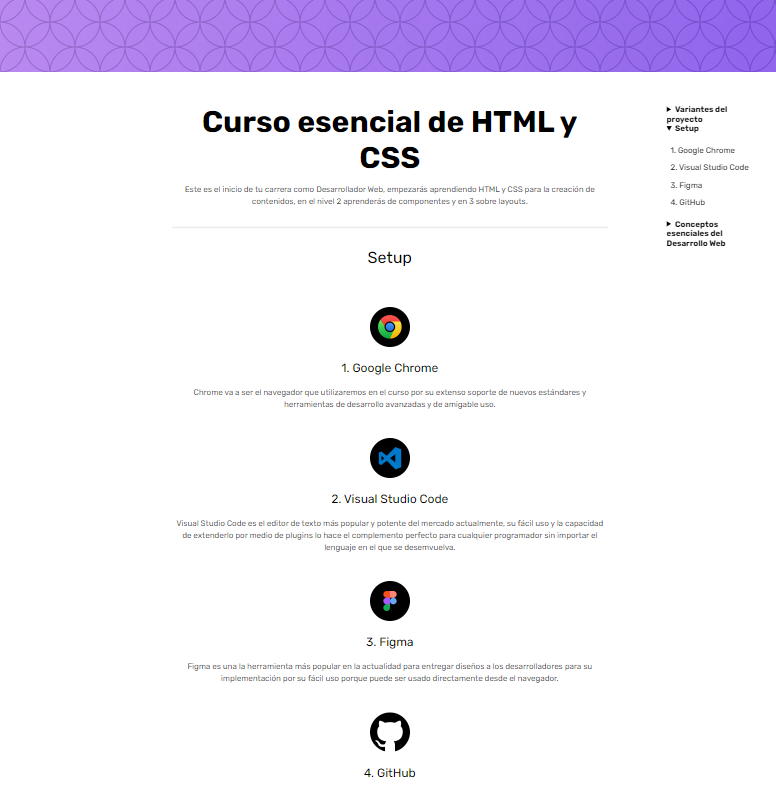 Curso esencial de HTML y
CSS
Este es el inicio de tu carrera como Desarrollador Web, empezarás aprendiendo HTML y CSS para la creación de
contenidos, en el nivel 2 aprenderás de componentes y en 3 sobre layouts.
Setup
1. Google Chrome
Chrome va a ser el navegador que utilizaremos en el curso por su extenso soporte de nuevos estándares y
herramientas de desarrollo avanzadas y de amigable uso.
2. Visual Studio Code
Visual Studio Code es el editor de texto más popular y potente del mercado actualmente, su fácil uso y la capacidad
de extenderlo por medio de plugins lo hace el complemento perfecto para cualquier programador sin importar el
lenguaje en el que se desemvuelva.
3. Figma
Figma es una la herramienta más popular en la actualidad para entregar diseños a los desarrolladores para su
implementación por su fácil uso porque puede ser usado directamente desde el navegador.
4. GitHub
Variantes del
proyecto
Setup
1. Google Chrome
2. Visual Studio Code
3. Figma
4. GitHub
Conceptos
esenciales del
Desarrollo Web